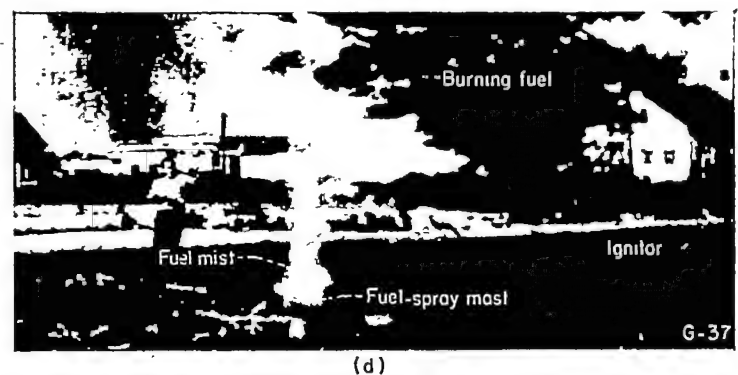 Burning fuel
Ignitor
Fuel mist
Fuel-spray mast
G-37
(d)